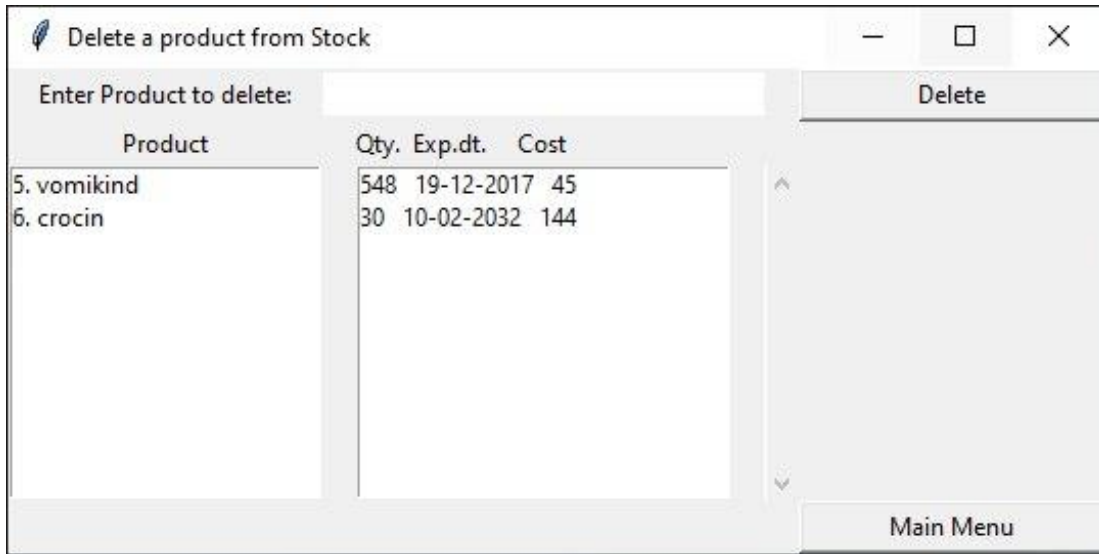 Delete a product from Stock
Enter Product to delete: Delete
Product Qty. Exp.dt. Cost
5. vomikind 548 19-12-2017 45
6. crocin 30 10-02-2032 144
Main Menu